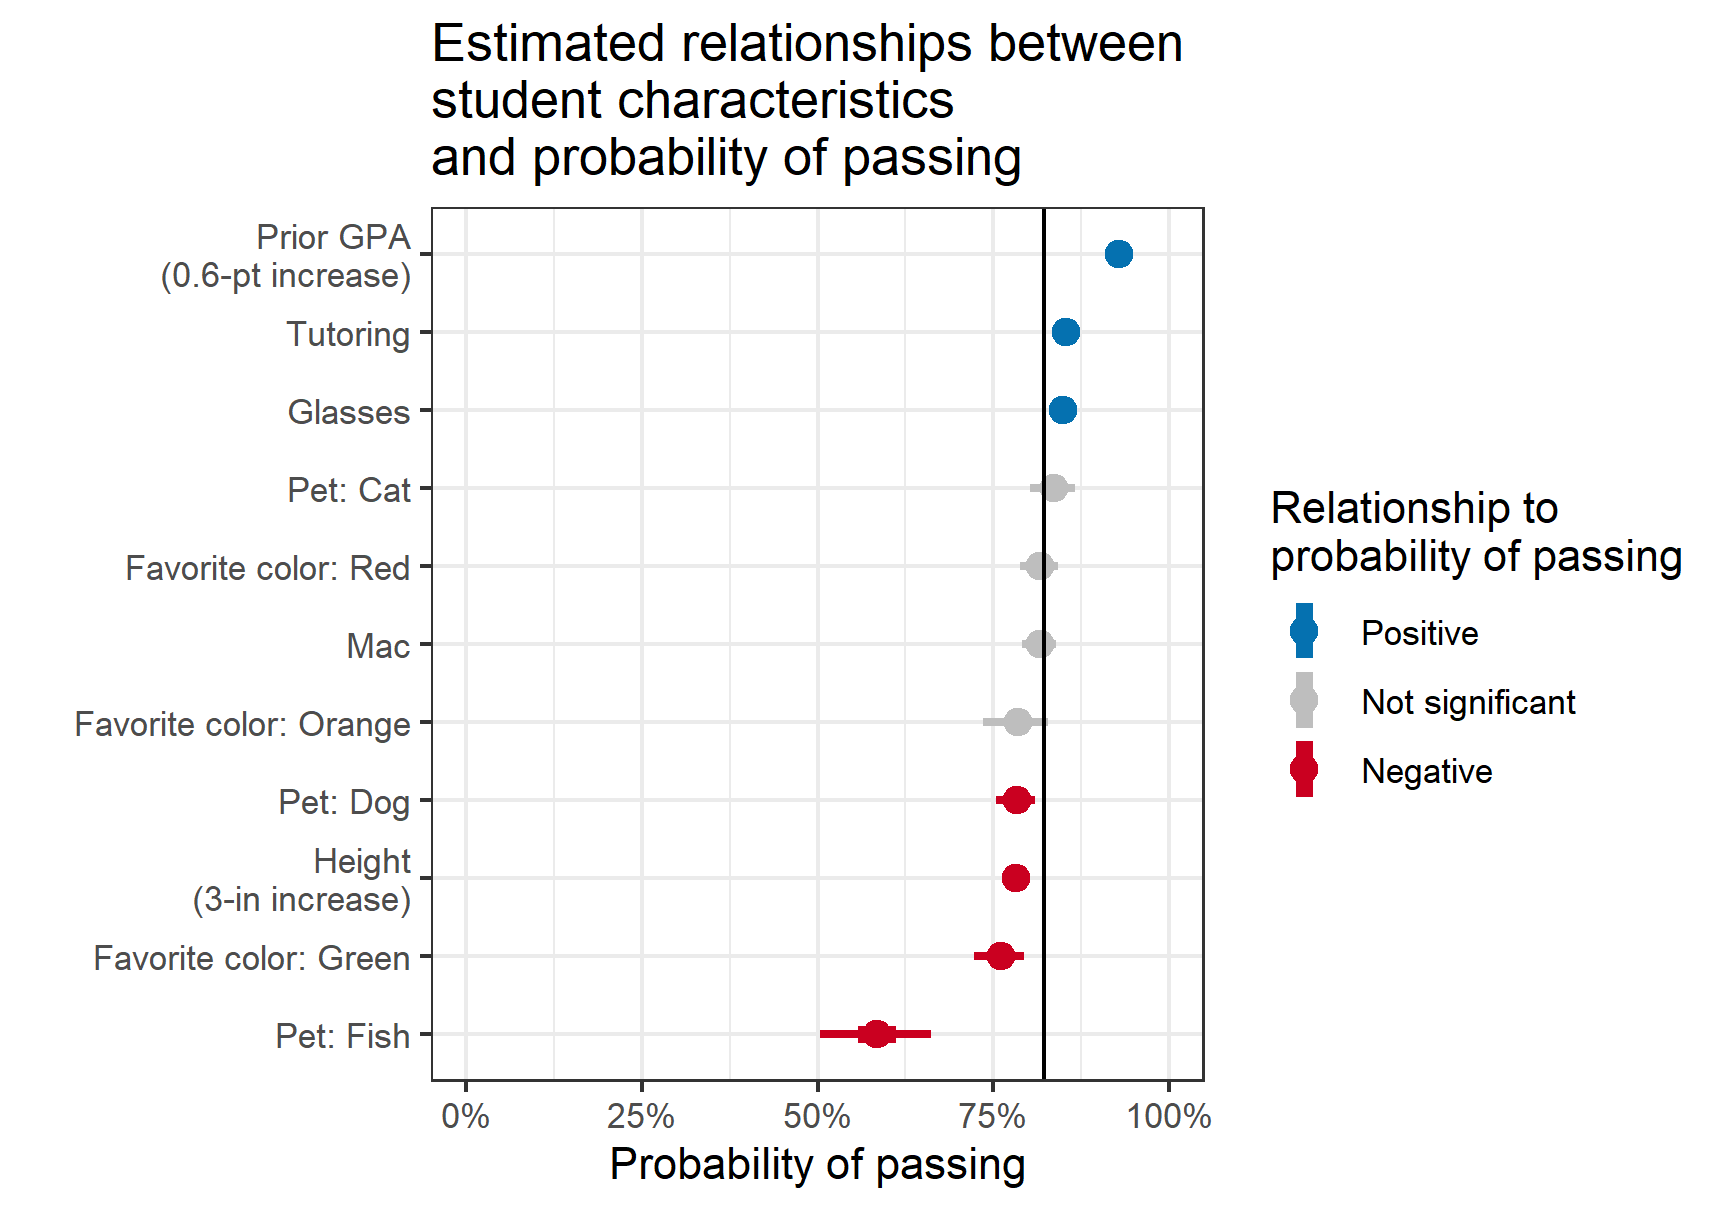 Estimated relationships between
student characteristics
and probability of passing
Prior GPA
(0.6-pt increase)
Tutoring
Glasses
Pet: Cat
Favorite color: Red
Mac
Favorite color: Orange
Pet: Dog
Height
(3-in increase)
Favorite color: Green
Pet: Fish
0% 25% 50% 75% 100%
Probability of passing
Relationship to
probability of passing
Positive
Not significant
Negative